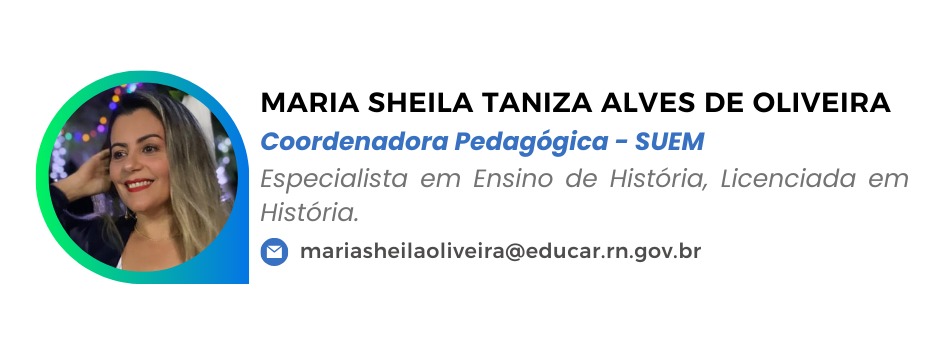 MARIA SHEILA TANIZA ALVES DE OLIVEIRA
Coordenadora Pedagógica - SUEM
Especialista em Ensino de História, Licenciada em
História.
mariasheilaoliveira@educar.rn.gov.br